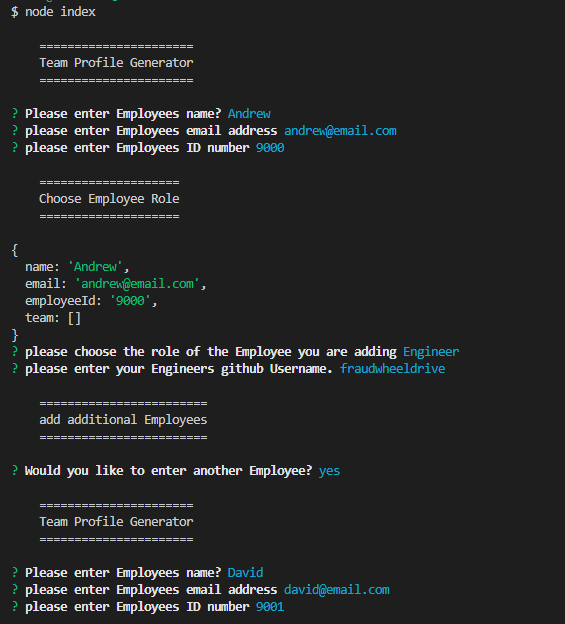 $ node index
======================
Team Profile Generator
======================
? Please enter Employees name? Andrew
? please enter Employees email address andrew@email.com
? please enter Employees ID number 9000
====================
Choose Employee Role
====================
{
name: 'Andrew',
email: 'andrew@email.com',
employeeId: '9000',
team: []
}
? please choose the role of the Employee you are adding Engineer
? please enter your Engineers github Username. fraudwheeldrive
========================
add additional Employees
========================
? Would you like to enter another Employee? yes
======================
Team Profile Generator
======================
? Please enter Employees name? David
? please enter Employees email address david@email.com
? please enter Employees ID number 9001